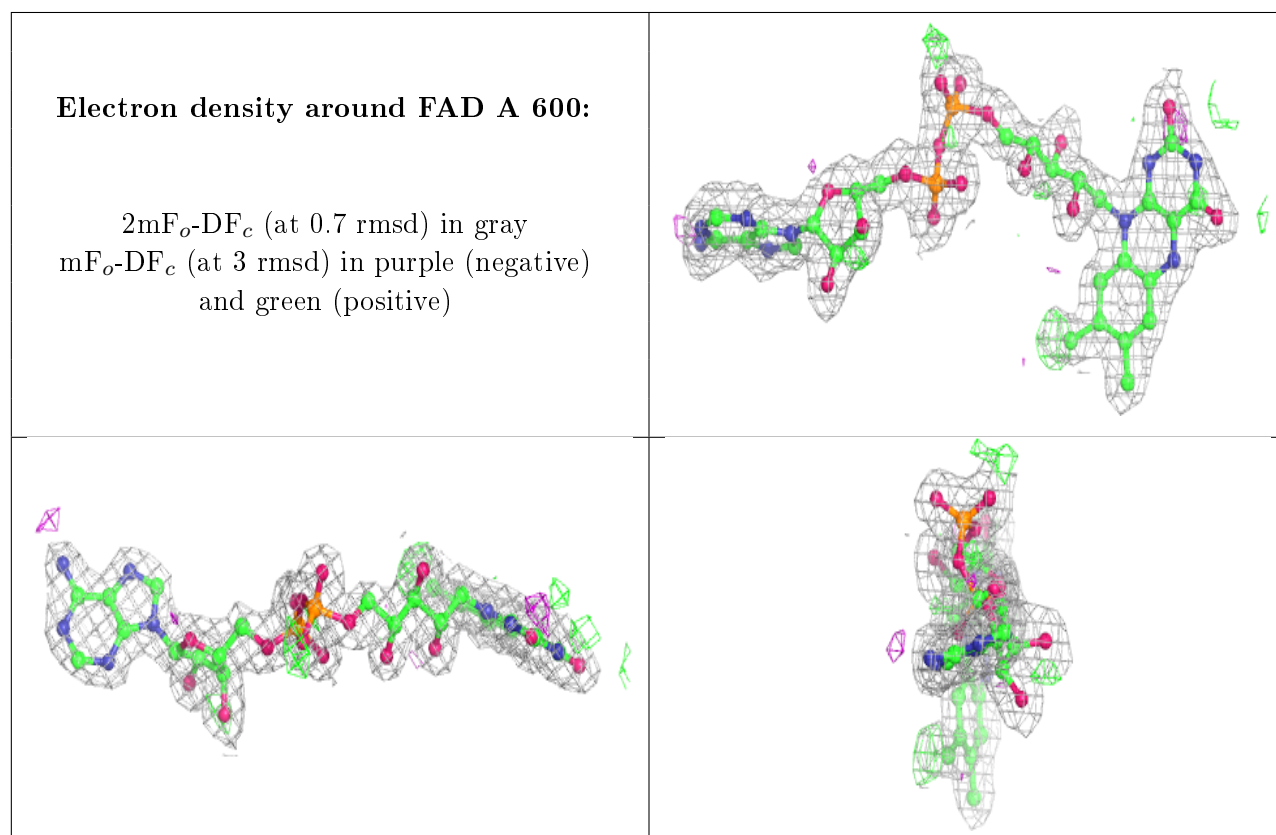 Electron density around FAD A 600:
2mFo-DFc (at 0.7 rmsd) in gray
mFo-DFc (at 3 rmsd) in purple (negative)
and green (positive)